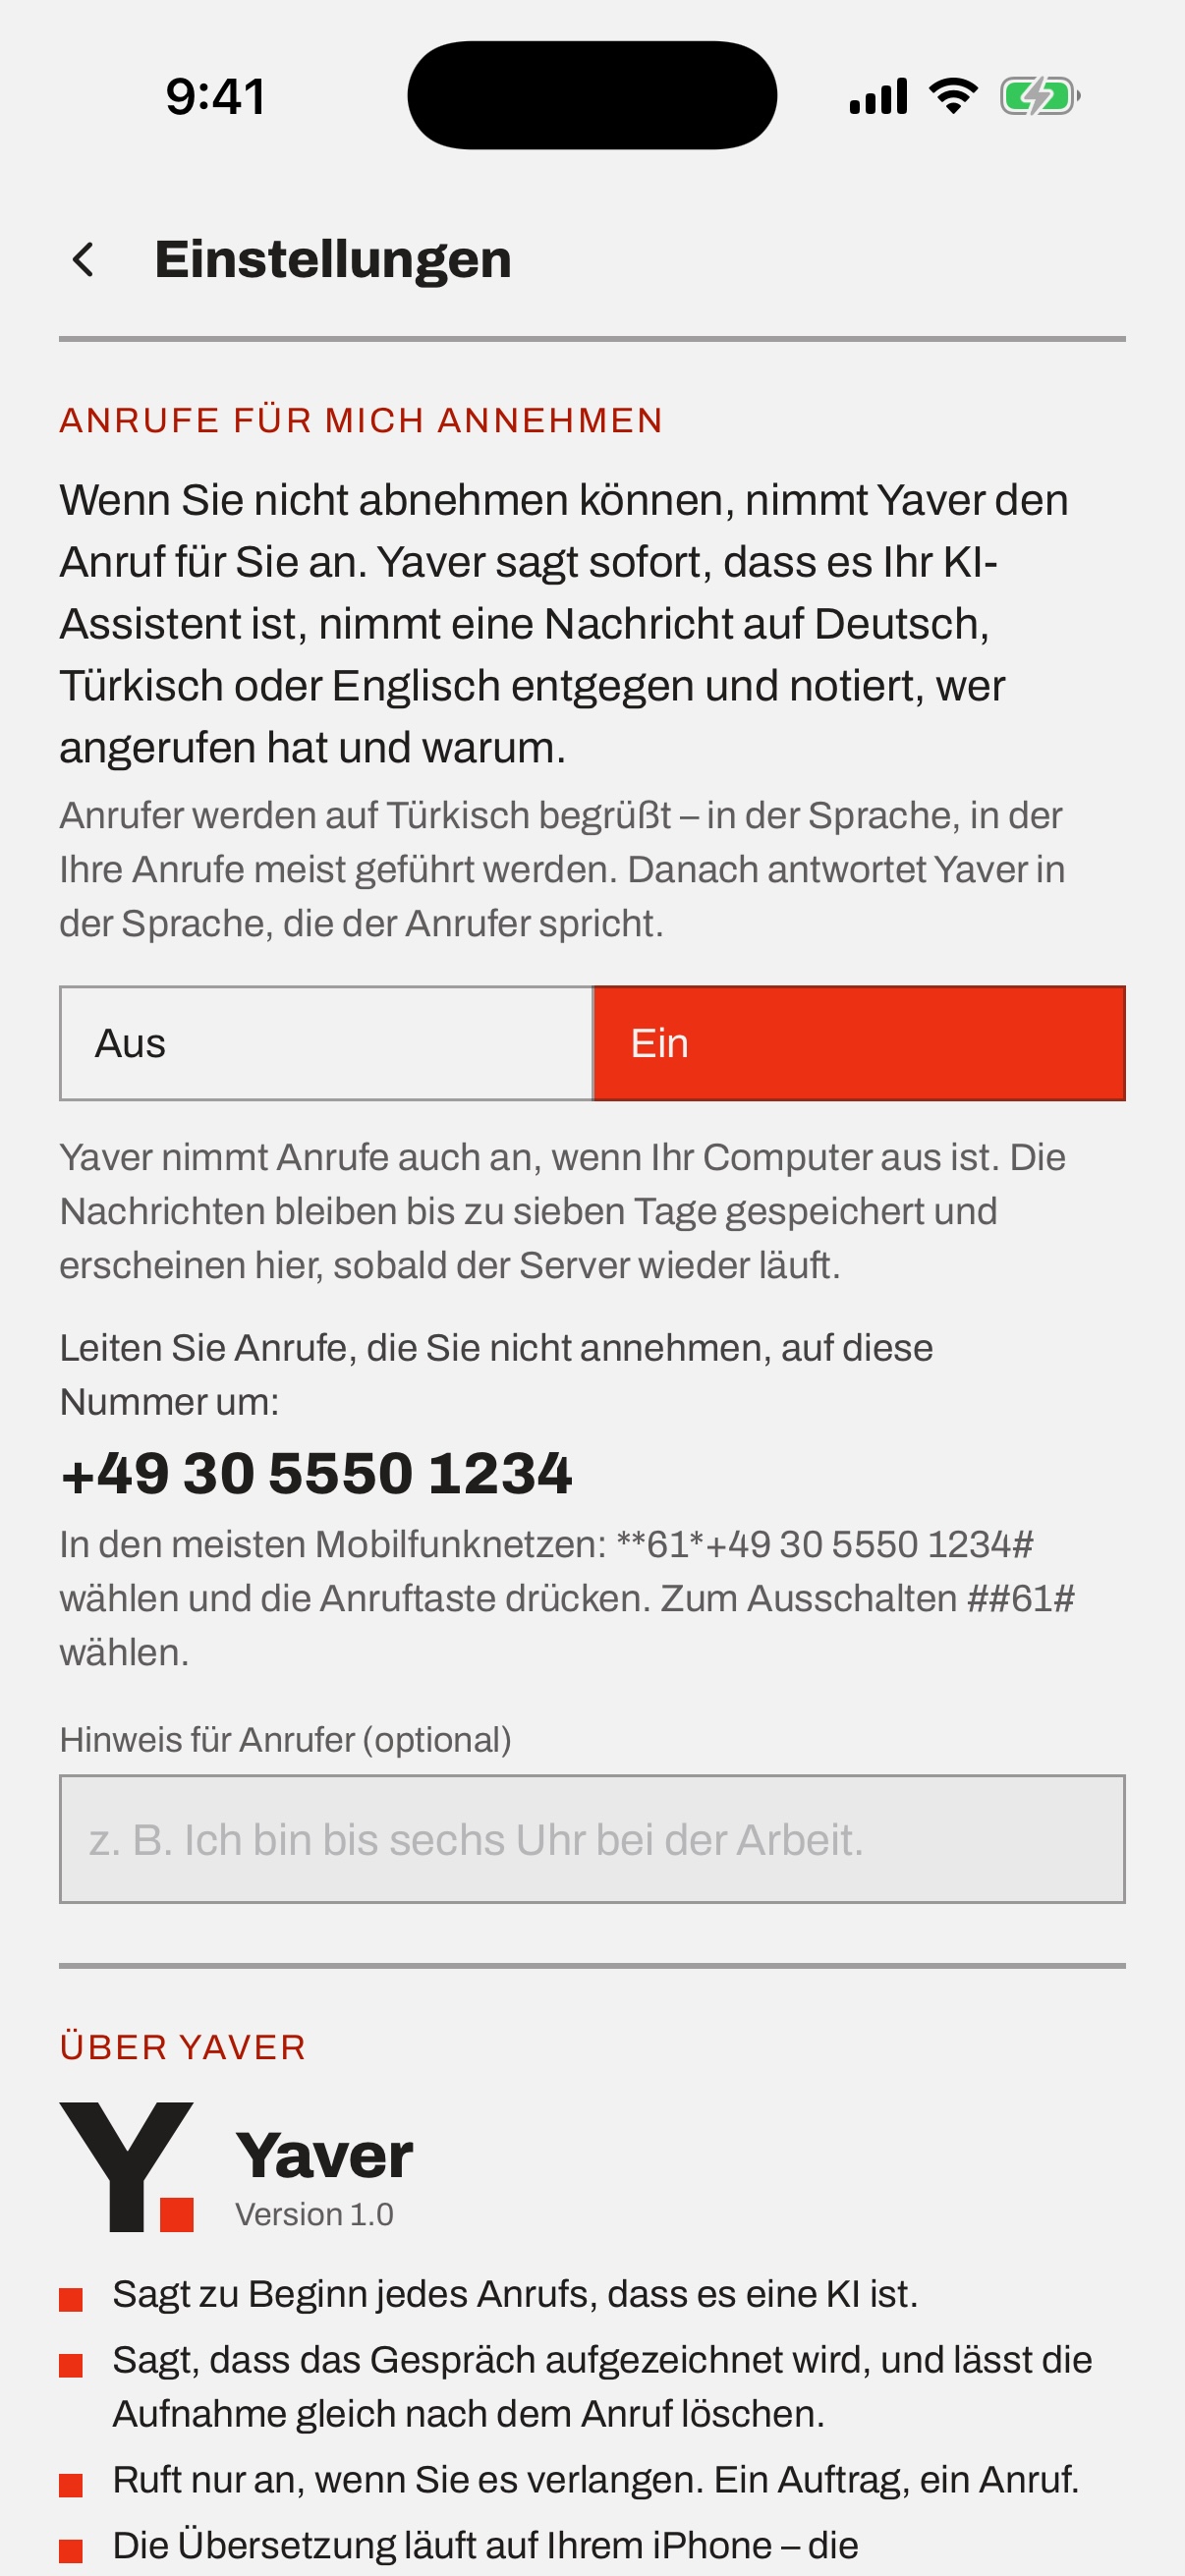 9:41
Einstellungen
ANRUFE FÜR MICH ANNEHMEN
Wenn Sie nicht abnehmen können, nimmt Yaver den
Anruf für Sie an. Yaver sagt sofort, dass es Ihr KI-
Assistent ist, nimmt eine Nachricht auf Deutsch,
Türkisch oder Englisch entgegen und notiert, wer
angerufen hat und warum.
Anrufer werden auf Türkisch begrüßt – in der Sprache, in der
Ihre Anrufe meist geführt werden. Danach antwortet Yaver in
der Sprache, die der Anrufer spricht.
Aus
Ein
Yaver nimmt Anrufe auch an, wenn Ihr Computer aus ist. Die
Nachrichten bleiben bis zu sieben Tage gespeichert und
erscheinen hier, sobald der Server wieder läuft.
Leiten Sie Anrufe, die Sie nicht annehmen, auf diese
Nummer um:
+49 30 5550 1234
In den meisten Mobilfunknetzen: **61*+49 30 5550 1234#
wählen und die Anruftaste drücken. Zum Ausschalten ##61#
wählen.
Hinweis für Anrufer (optional)
z. B. Ich bin bis sechs Uhr bei der Arbeit.
ÜBER YAVER
Y.
Yaver
Version 1.0
Sagt zu Beginn jedes Anrufs, dass es eine KI ist.
Sagt, dass das Gespräch aufgezeichnet wird, und lässt die
Aufnahme gleich nach dem Anruf löschen.
Ruft nur an, wenn Sie es verlangen. Ein Auftrag, ein Anruf.
Die Übersetzung läuft auf Ihrem iPhone – die